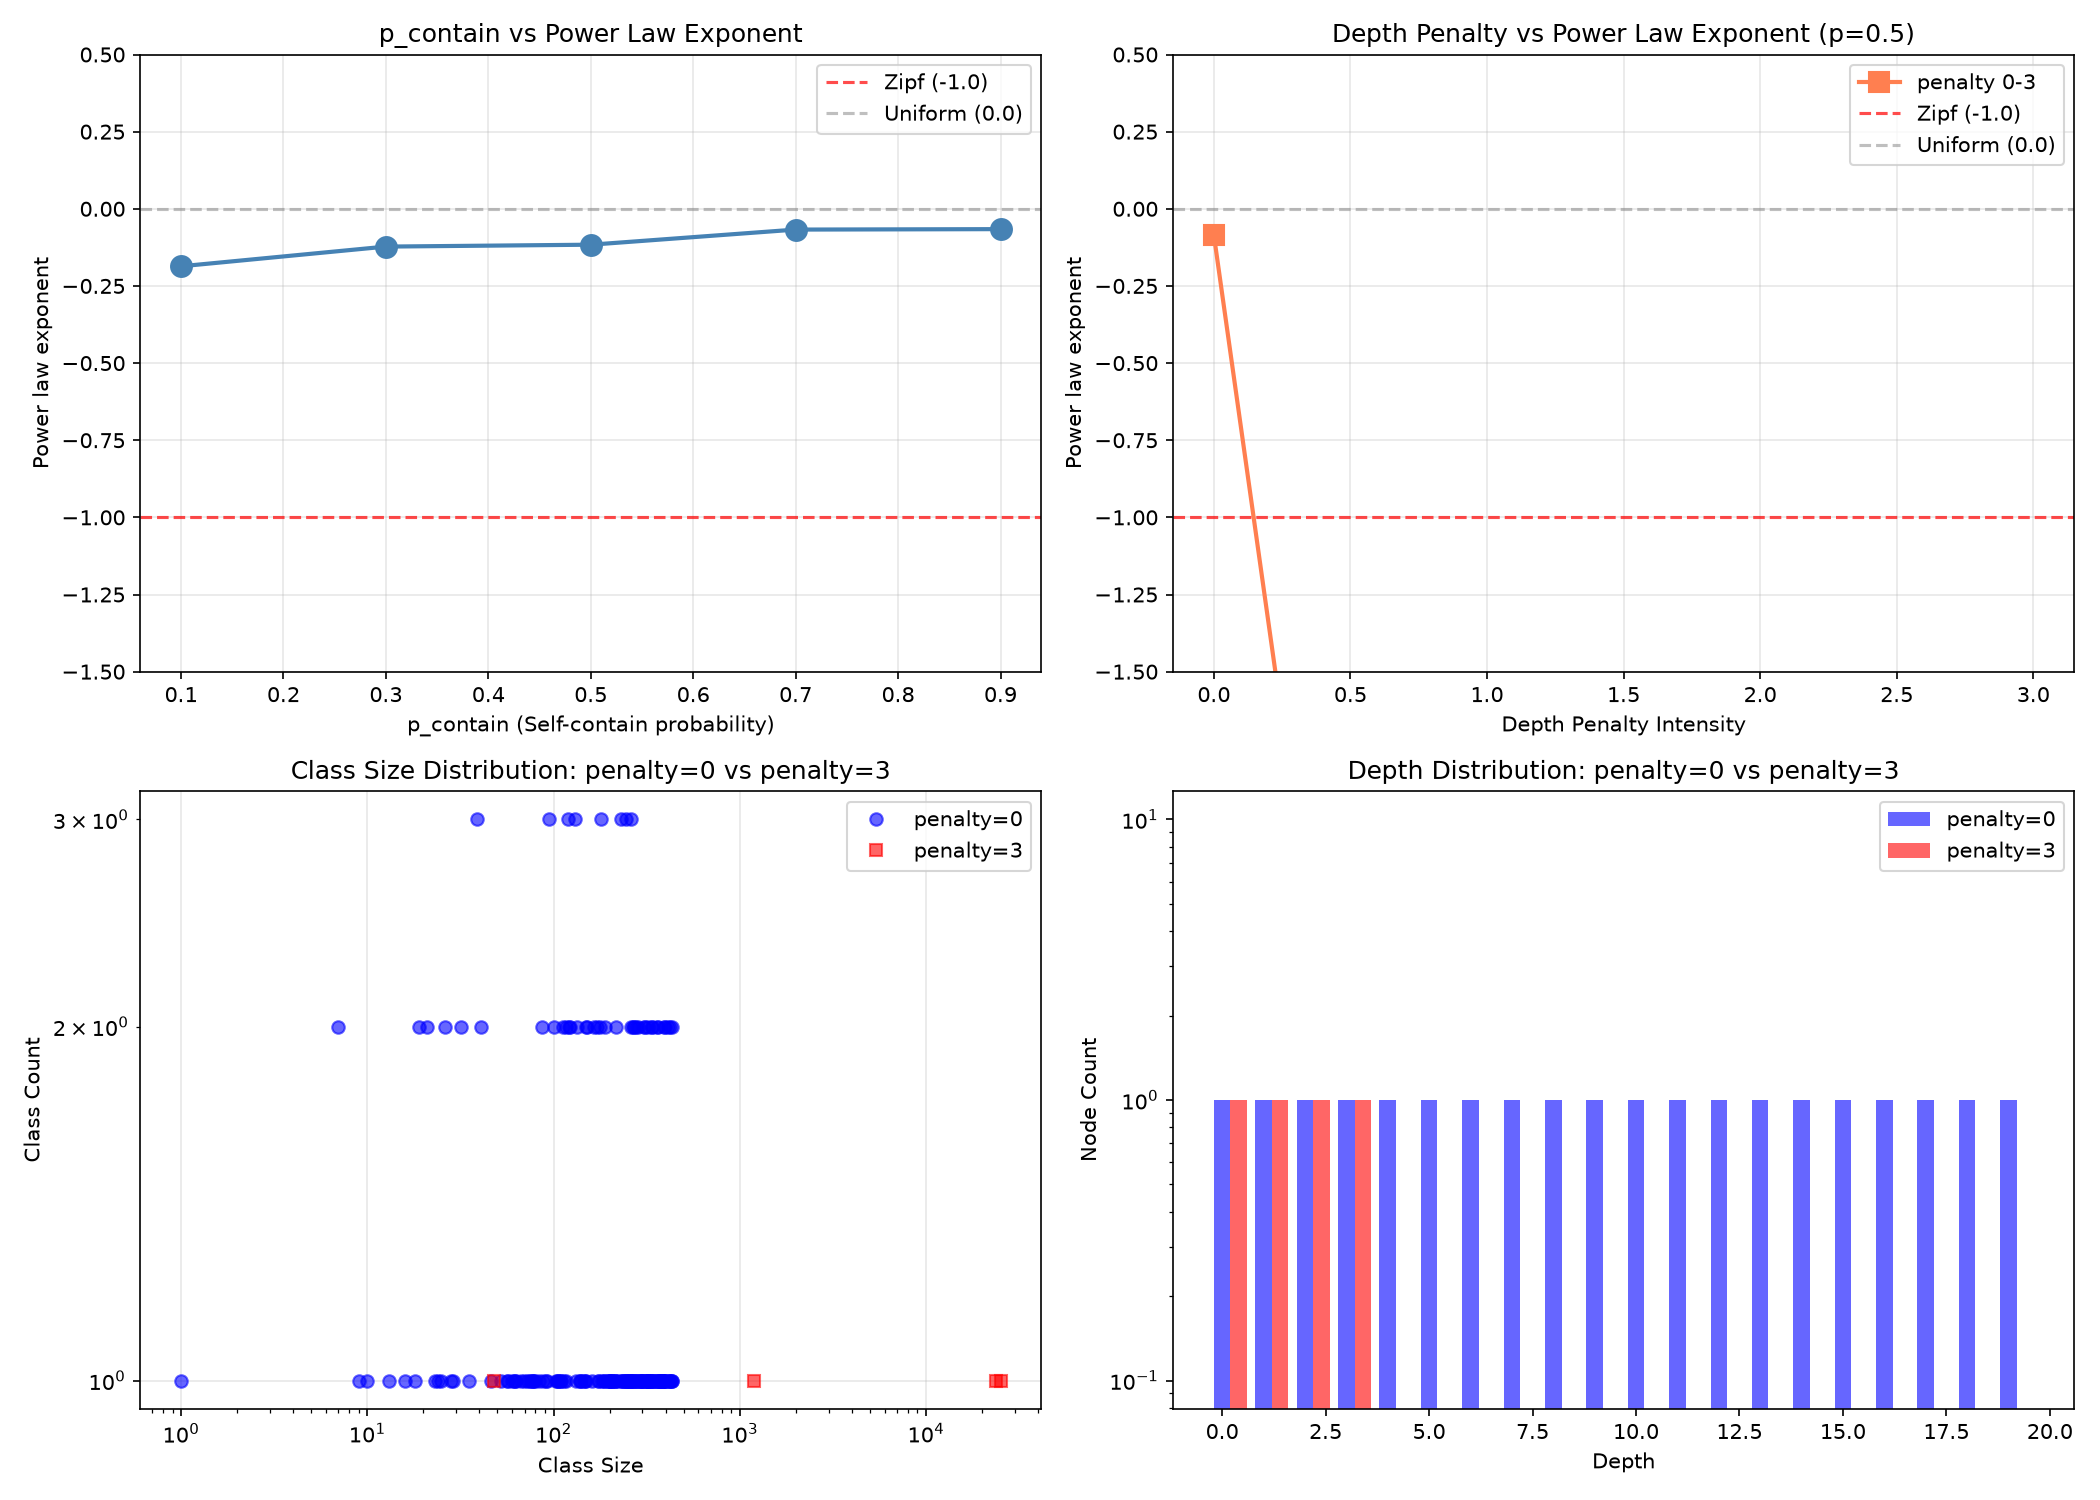 p_contain vs Power Law Exponent
Power law exponent
0.50
0.25
0.00
−0.25
−0.50
−0.75
−1.00
−1.25
−1.50
Zipf (-1.0)
Uniform (0.0)
0.1 0.2 0.3 0.4 0.5 0.6 0.7 0.8 0.9
p_contain (Self-contain probability)
Depth Penalty vs Power Law Exponent (p=0.5)
Power law exponent
0.50
0.25
0.00
−0.25
−0.50
−0.75
−1.00
−1.25
−1.50
penalty 0-3
Zipf (-1.0)
Uniform (0.0)
0.0 0.5 1.0 1.5 2.0 2.5 3.0
Depth Penalty Intensity
Class Size Distribution: penalty=0 vs penalty=3
Class Count
3 × 10⁰
2 × 10⁰
10⁰
penalty=0
penalty=3
10⁰ 10¹ 10² 10³ 10⁴
Class Size
Depth Distribution: penalty=0 vs penalty=3
Node Count
10¹
10⁰
10⁻¹
penalty=0
penalty=3
0.0 2.5 5.0 7.5 10.0 12.5 15.0 17.5 20.0
Depth